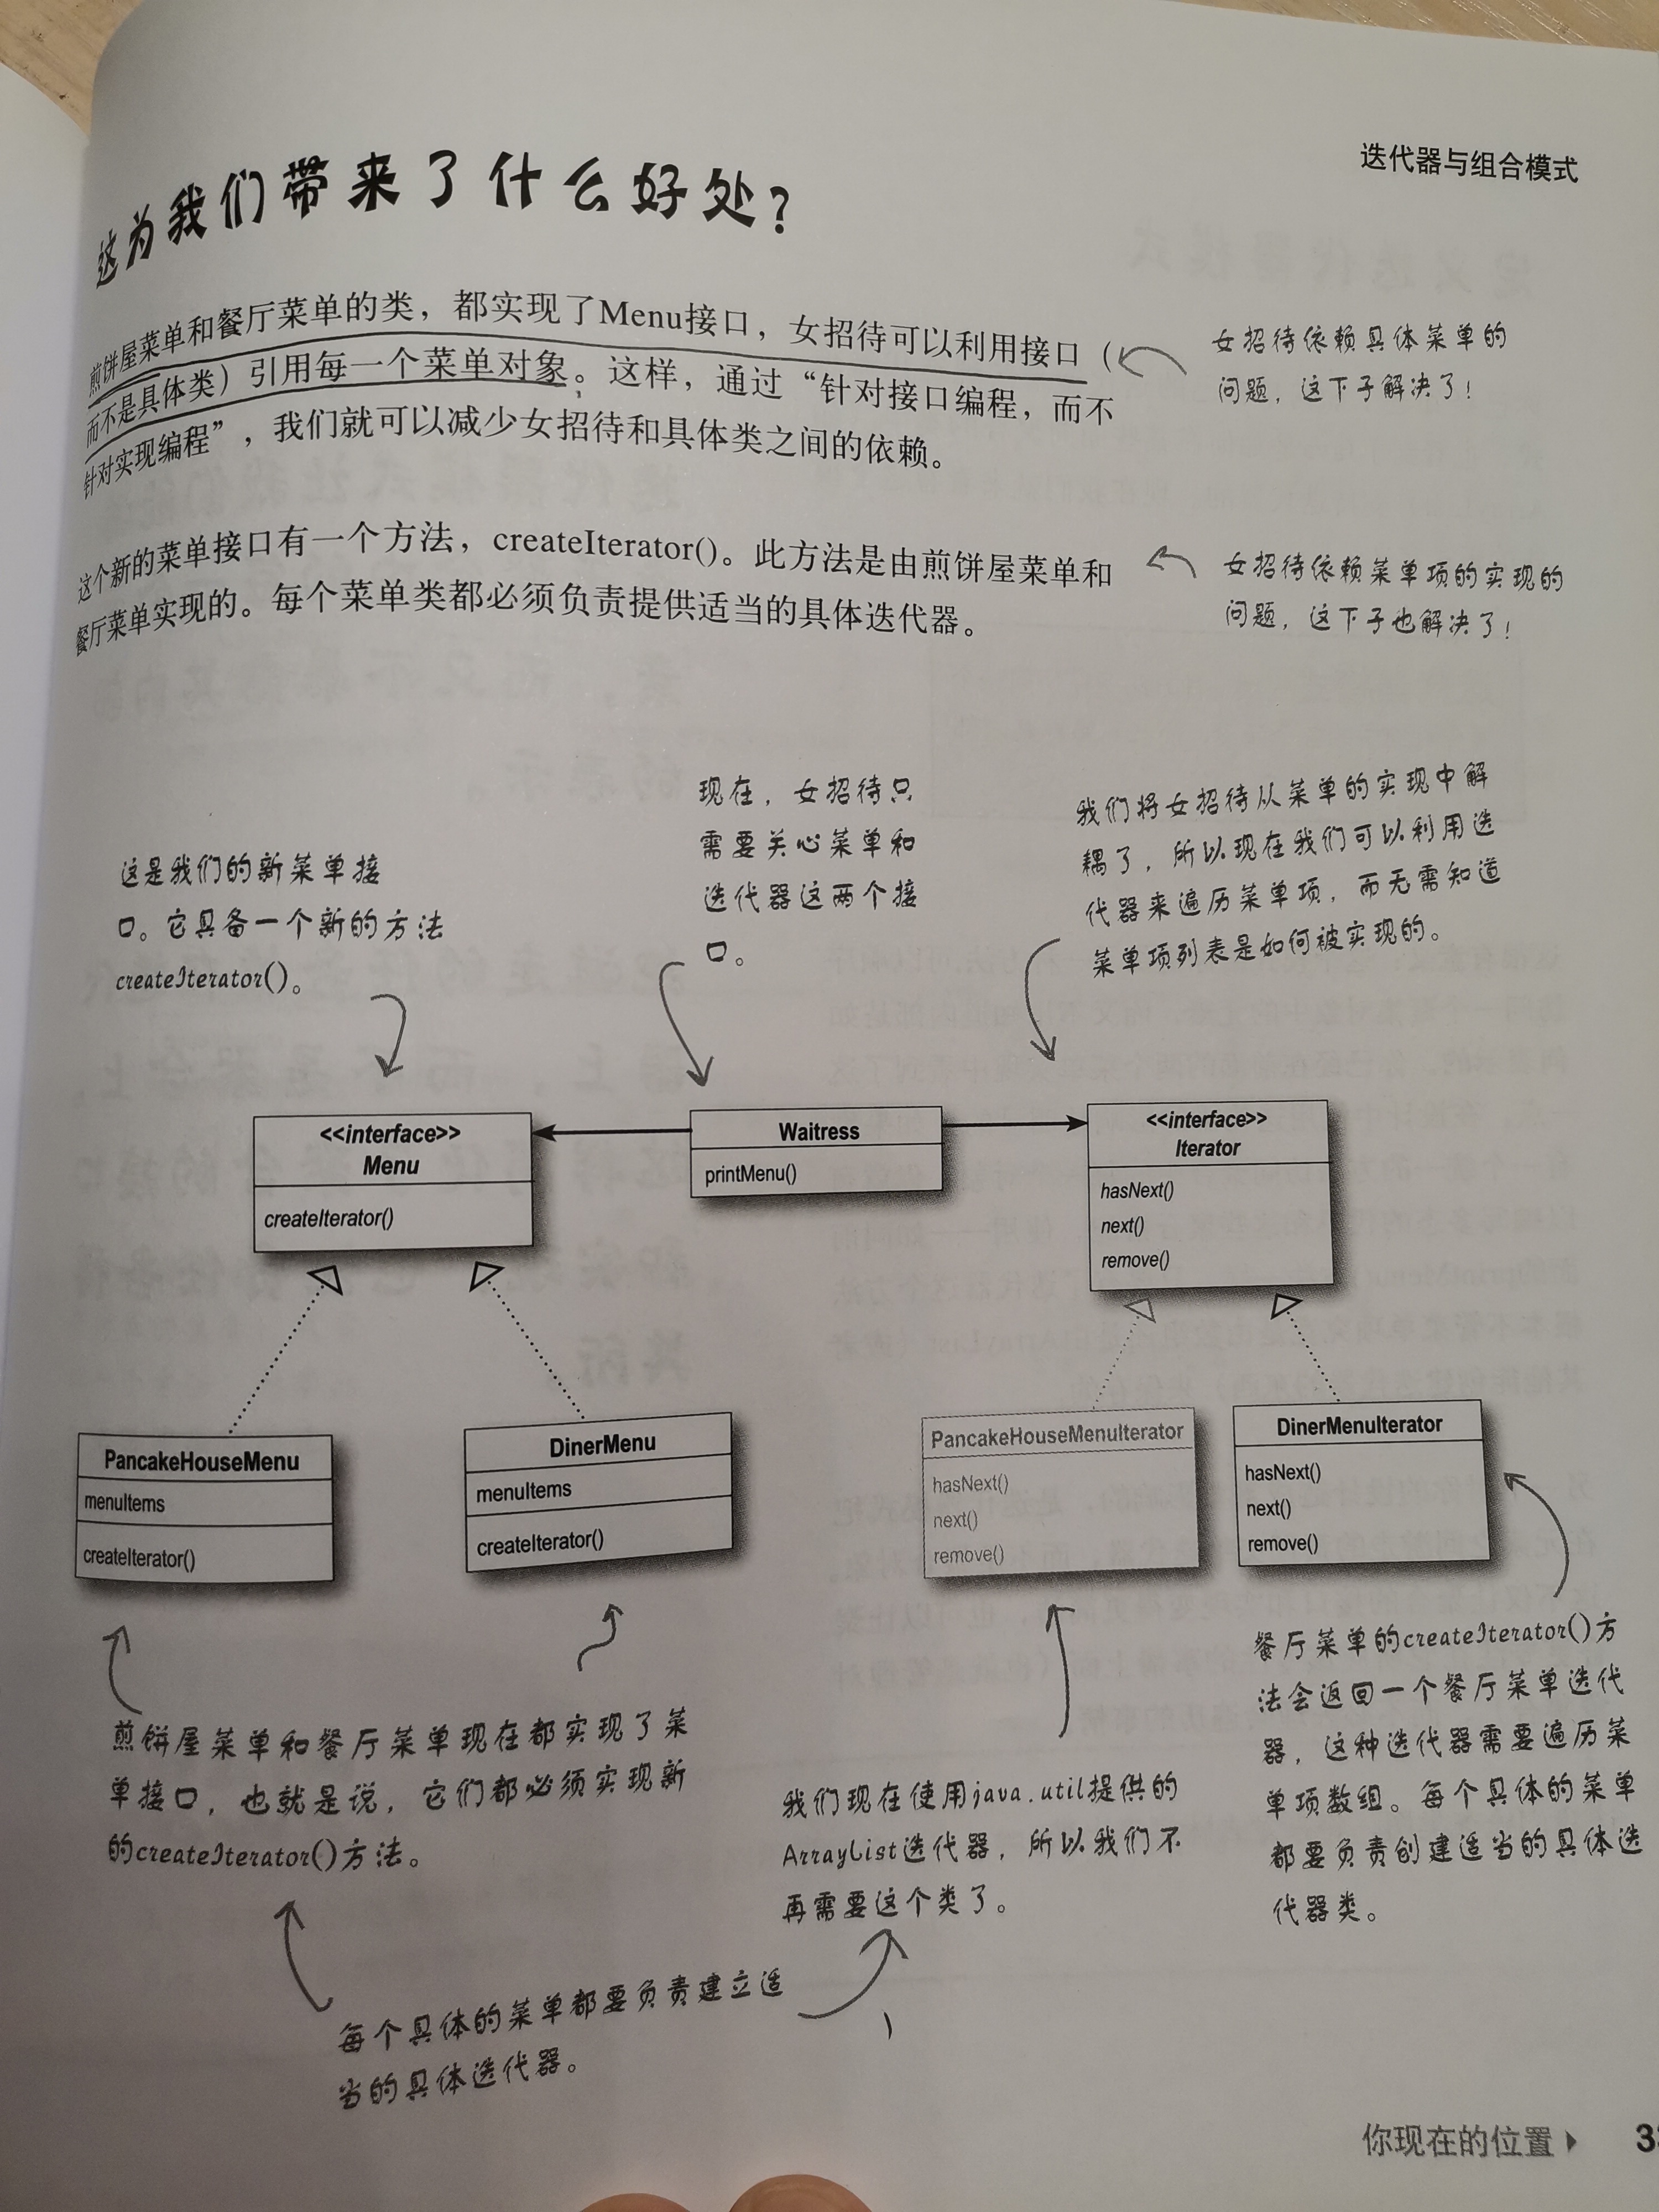 迭代器与组合模式
这为我们带来了什么好处?
煎饼屋菜单和餐厅菜单的类，都实现了Menu接口，女招待可以利用接口（
而不是具体类）引用每一个菜单对象。这样，通过“针对接口编程，而不
针对实现编程”，我们就可以减少女招待和具体类之间的依赖。
女招待依赖具体菜单的
问题，这下子解决了!
这个新的菜单接口有一个方法，createIterator()。此方法是由煎饼屋菜单和
餐厅菜单实现的。每个菜单类都必须负责提供适当的具体迭代器。
女招待依赖菜单项的实现的
问题，这下子也解决了!
这是我们的新菜单接
口。它具备一个新的方法
createIterator()。
现在，女招待只
需要关心菜单和
迭代器这两个接
口。
我们将女招待从菜单的实现中解
耦了，所以现在我们可以利用迭
代器来遍历菜单项，而无需知道
菜单项列表是如何被实现的。
<<interface>>
Menu
createIterator()
Waitress
printMenu()
<<interface>>
Iterator
hasNext()
next()
remove()
PancakeHouseMenu
menuItems
createIterator()
DinerMenu
menuItems
createIterator()
PancakeHouseMenuIterator
hasNext()
next()
remove()
DinerMenuIterator
hasNext()
next()
remove()
煎饼屋菜单和餐厅菜单现在都实现了菜
单接口，也就是说，它们都必须实现新
的createIterator()方法。
我们现在使用java.util提供的
ArrayList迭代器，所以我们不
再需要这个类了。
餐厅菜单的createIterator()方
法会返回一个餐厅菜单迭代
器，这种迭代器需要遍历菜
单项数组。每个具体的菜单
都要负责创建适当的具体迭
代器类。
每个具体的菜单都要负责建立适
当的具体迭代器。
你现在的位置